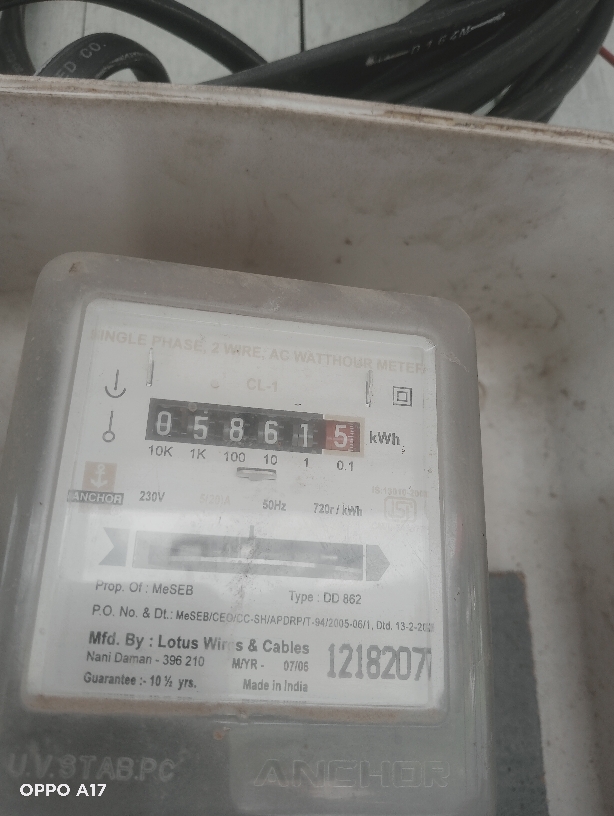 ED CO.
SINGLE PHASE, 2 WIRE, AC WATTHOUR METER
CL-1
0 5 8 6 1 5 kWh
10K 1K 100 10 1 0.1
ANCHOR 230V 50Hz 720r / kWh
Prop. Of : MeSEB Type : DD 862
P.O. No. & Dt.: MeSEB/CEO/CC-SH/APDRP/T-94/2005-06/1, Dtd. 13-2-
Mfd. By : Lotus Wires & Cables
Nani Daman - 396 210 M/YR - 07/06 1218207
Guarantee :- 10 ½ yrs. Made in India
U.V.STAB.PC ANCHOR
OPPO A17